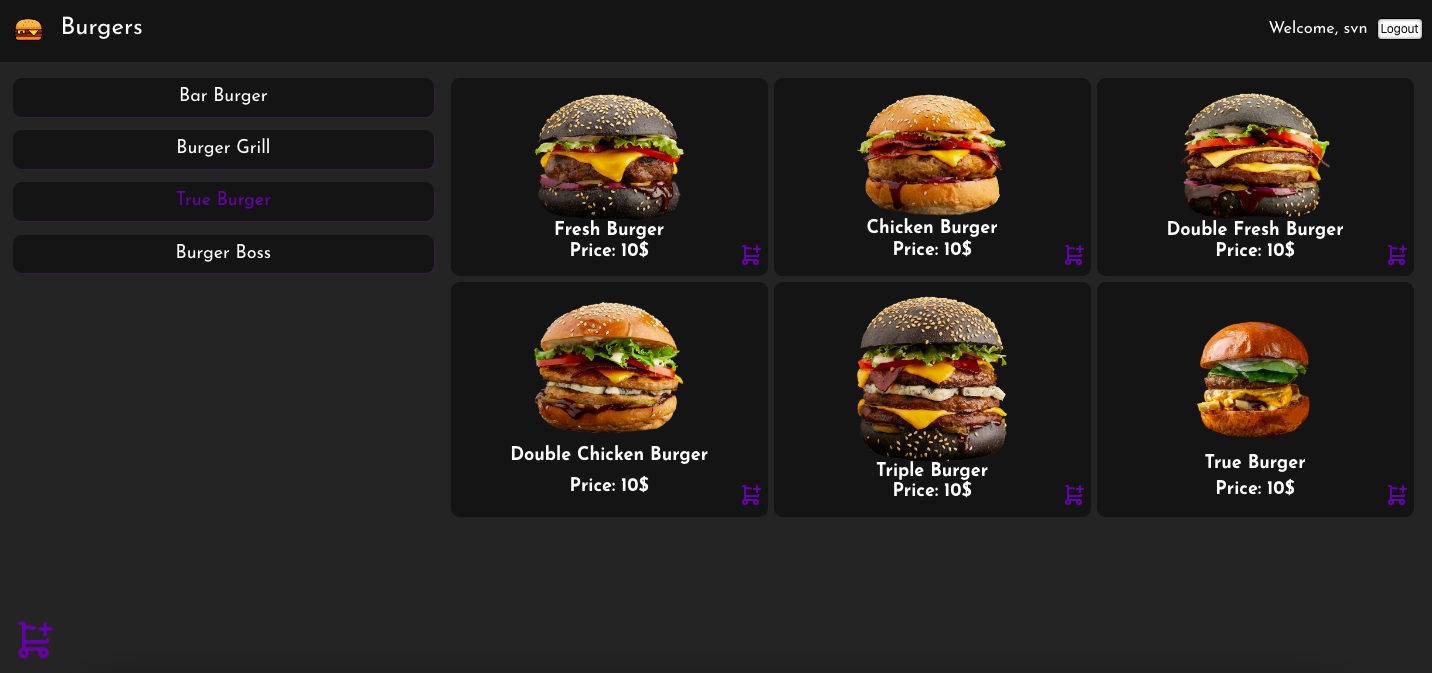 Burgers
Welcome, svn
Logout
Bar Burger
Burger Grill
True Burger
Burger Boss
Fresh Burger
Price: 10$
Chicken Burger
Price: 10$
Double Fresh Burger
Price: 10$
Double Chicken Burger
Price: 10$
Triple Burger
Price: 10$
True Burger
Price: 10$